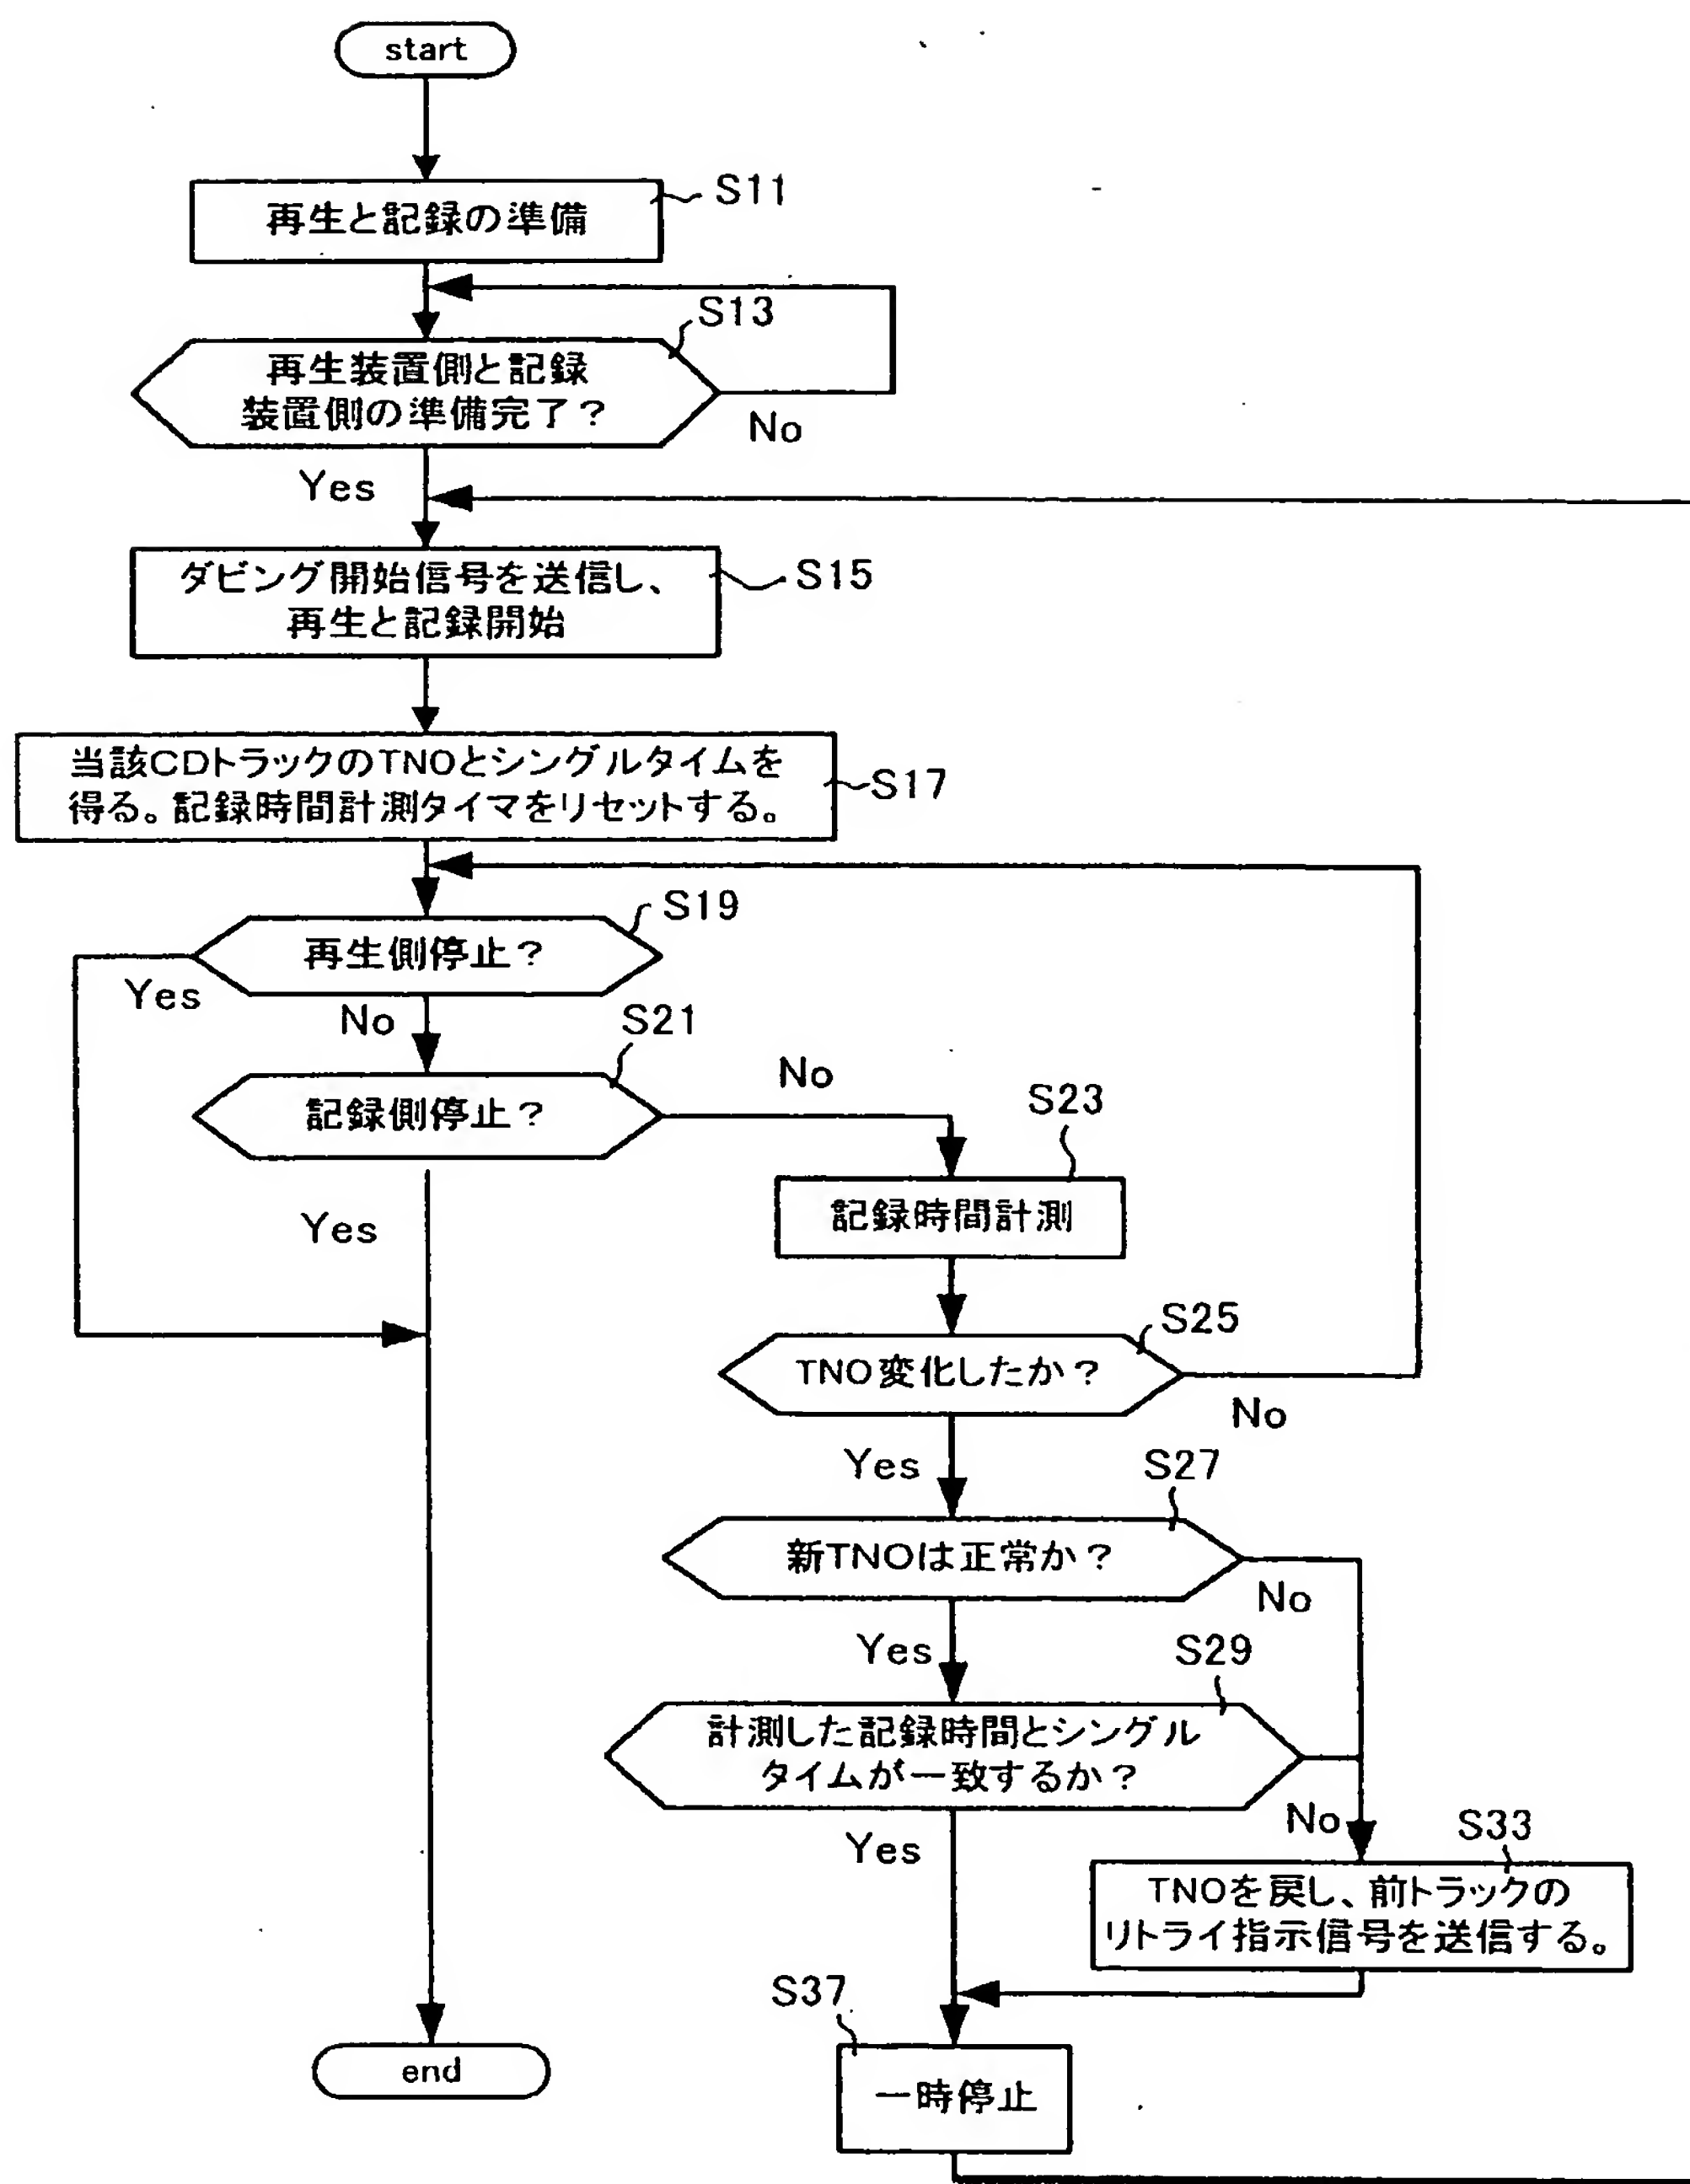 start
S11
再生と記録の準備
S13
再生装置側と記録
装置側の準備完了？
No
Yes
S15
ダビング開始信号を送信し、
再生と記録開始
S17
当該CDトラックのTNOとシングルタイムを
得る。記録時間計測タイマをリセットする。
S19
再生側停止？
Yes
No
S21
記録側停止？
No
Yes
S23
記録時間計測
S25
TNO変化したか？
No
Yes
S27
新TNOは正常か？
No
Yes
S29
計測した記録時間とシングル
タイムが一致するか？
No
Yes
S33
TNOを戻し、前トラックの
リトライ指示信号を送信する。
S37
一時停止
end